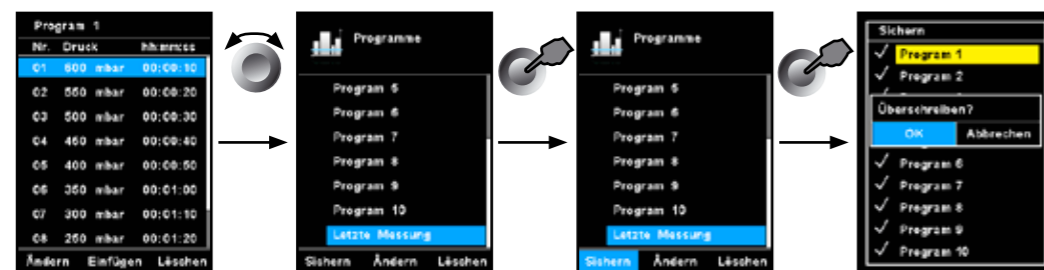 Program 1
Nr. Druck hh:mm:ss
01 600 mbar 00:00:10
02 550 mbar 00:00:20
03 500 mbar 00:00:30
04 450 mbar 00:00:40
05 400 mbar 00:00:50
06 350 mbar 00:01:00
07 300 mbar 00:01:10
08 250 mbar 00:01:20
Ändern Einfügen Löschen
Programme
Program 5
Program 6
Program 7
Program 8
Program 9
Program 10
Letzte Messung
Sichern Ändern Löschen
Programme
Program 5
Program 6
Program 7
Program 8
Program 9
Program 10
Letzte Messung
Sichern Ändern Löschen
Sichern
Program 1
Program 2
Überschreiben?
OK Abbrechen
Program 6
Program 7
Program 8
Program 9
Program 10